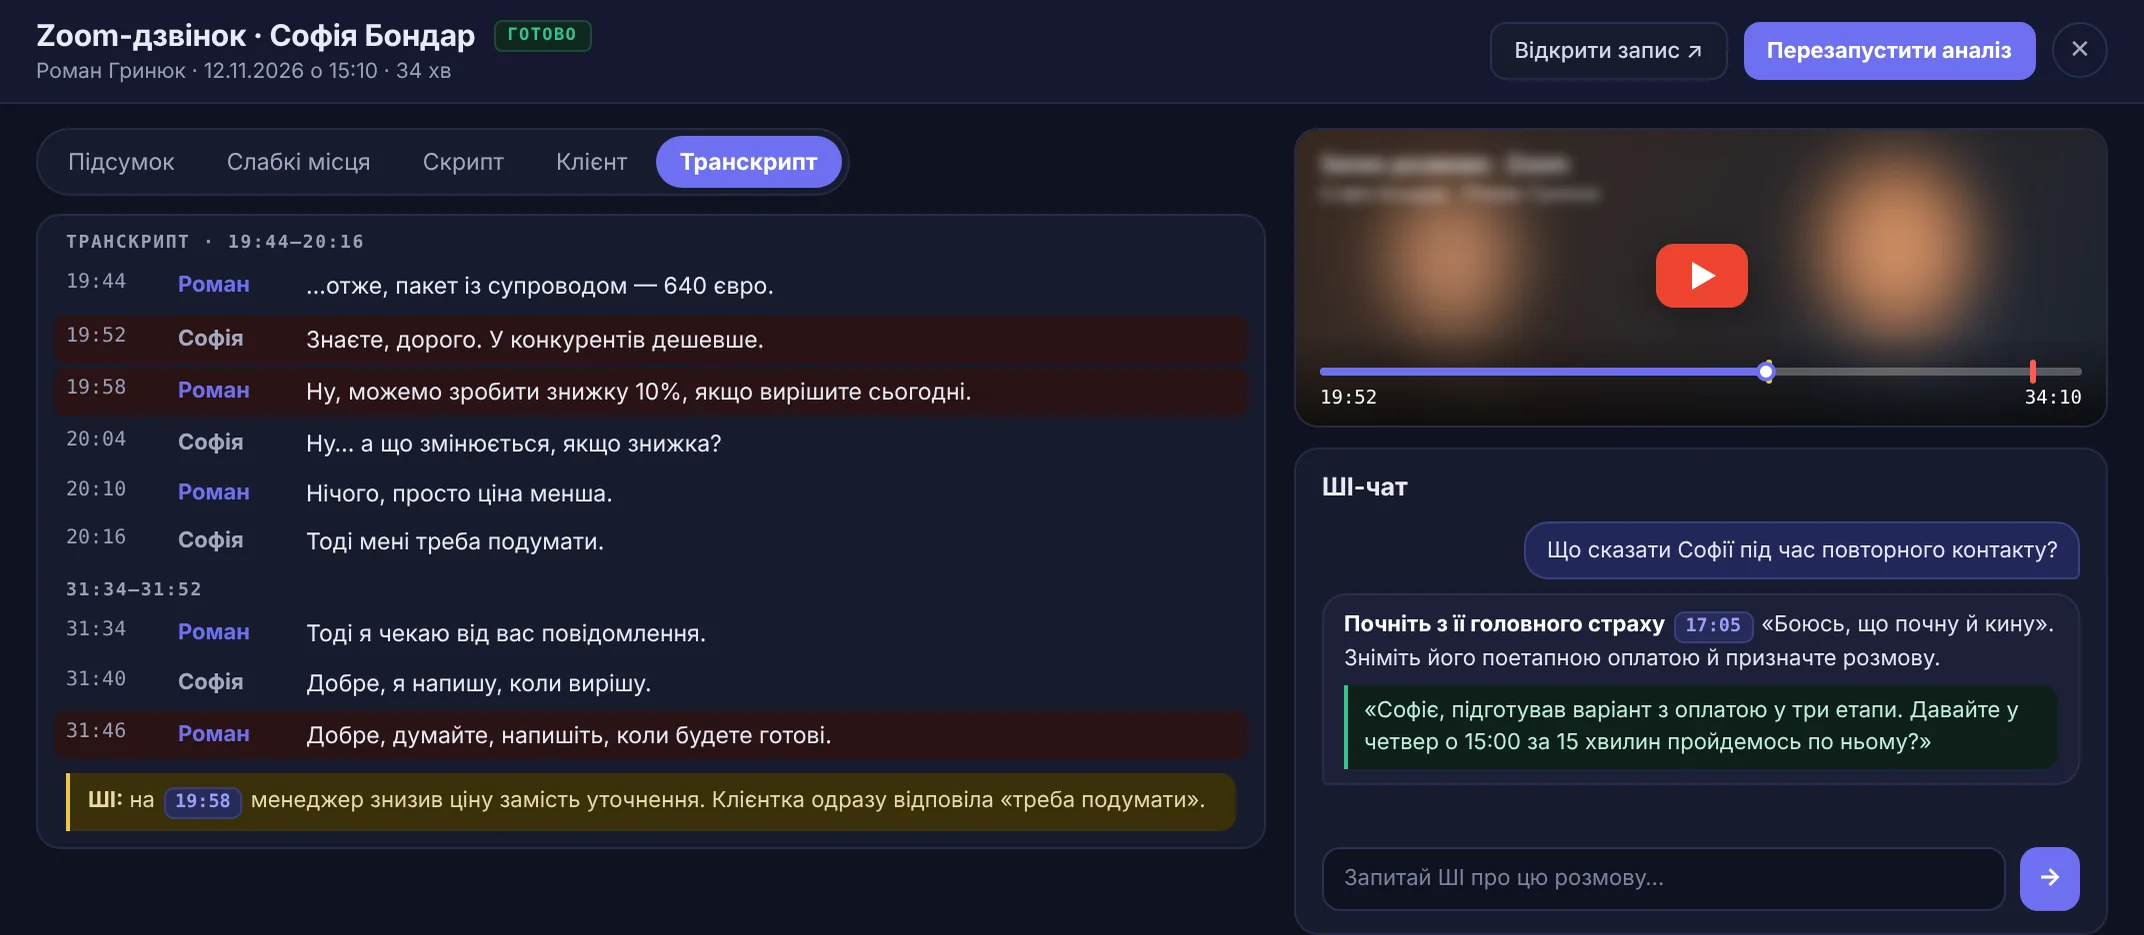 Zoom-дзвінок · Софія Бондар ГОТОВО
Роман Гринюк · 12.11.2026 о 15:10 · 34 хв
Відкрити запис ↗
Перезапустити аналіз
✕
Підсумок Слабкі місця Скрипт Клієнт Транскрипт
ТРАНСКРИПТ · 19:44–20:16
19:44 Роман ...отже, пакет із супроводом — 640 євро.
19:52 Софія Знаєте, дорого. У конкурентів дешевше.
19:58 Роман Ну, можемо зробити знижку 10%, якщо вирішите сьогодні.
20:04 Софія Ну... а що змінюється, якщо знижка?
20:10 Роман Нічого, просто ціна менша.
20:16 Софія Тоді мені треба подумати.
31:34–31:52
31:34 Роман Тоді я чекаю від вас повідомлення.
31:40 Софія Добре, я напишу, коли вирішу.
31:46 Роман Добре, думайте, напишіть, коли будете готові.
ШІ: на 19:58 менеджер знизив ціну замість уточнення. Клієнтка одразу відповіла «треба подумати».
19:52 34:10
ШІ-чат
Що сказати Софії під час повторного контакту?
Почніть з її головного страху 17:05 «Боюсь, що почну й кину».
Зніміть його поетапною оплатою й призначте розмову.
«Софіє, підготував варіант з оплатою у три етапи. Давайте у
четвер о 15:00 за 15 хвилин пройдемось по ньому?»
Запитай ШІ про цю розмову...
→